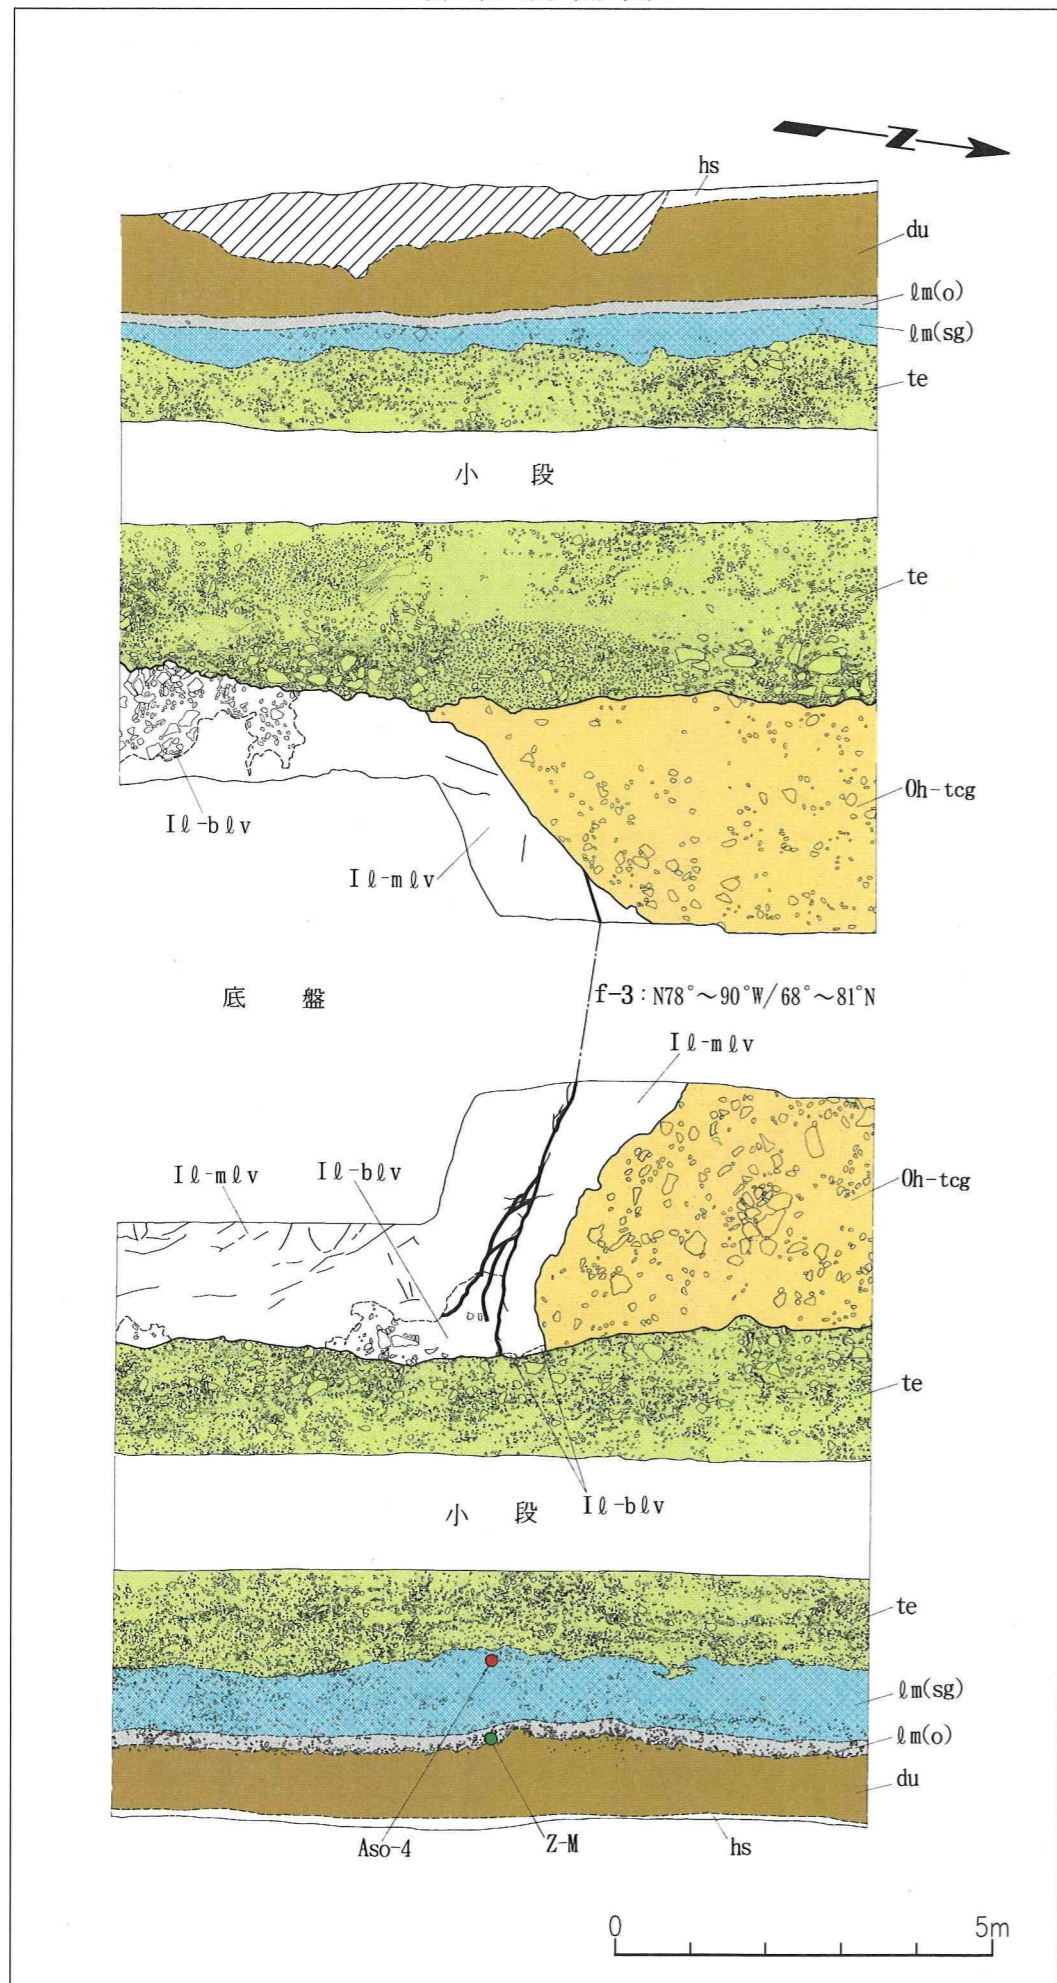 N
hs
du
ℓm(o)
ℓm(sg)
te
小 段
te
Oh-tcg
Iℓ-bℓv
Iℓ-mℓv
底 盤
f-3 : N78°～90°W/68°～81°N
Iℓ-mℓv
Iℓ-mℓv
Iℓ-bℓv
Oh-tcg
te
小 段
Iℓ-bℓv
te
ℓm(sg)
ℓm(o)
du
Aso-4
Z-M
hs
0
5m